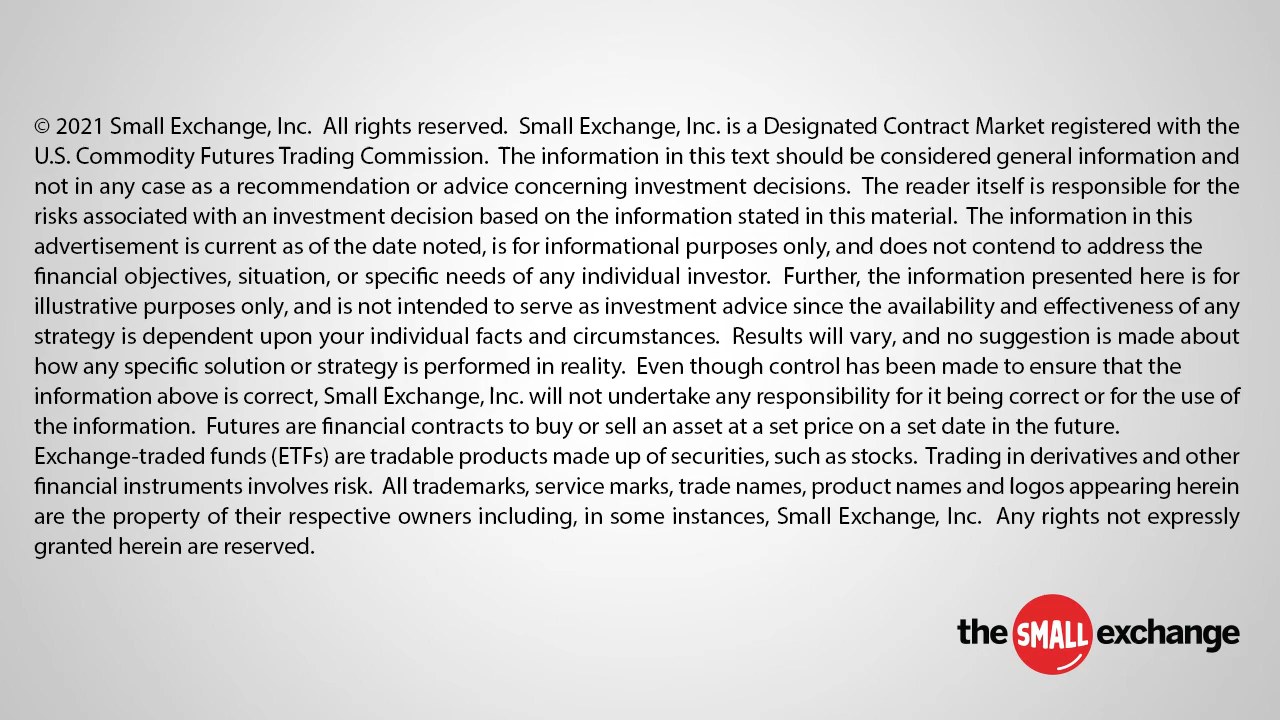 © 2021 Small Exchange, Inc.  All rights reserved.  Small Exchange, Inc. is a Designated Contract Market registered with the
U.S. Commodity Futures Trading Commission.  The information in this text should be considered general information and
not in any case as a recommendation or advice concerning investment decisions.  The reader itself is responsible for the
risks associated with an investment decision based on the information stated in this material.  The information in this
advertisement is current as of the date noted, is for informational purposes only, and does not contend to address the
financial objectives, situation, or specific needs of any individual investor.  Further, the information presented here is for
illustrative purposes only, and is not intended to serve as investment advice since the availability and effectiveness of any
strategy is dependent upon your individual facts and circumstances.  Results will vary, and no suggestion is made about
how any specific solution or strategy is performed in reality.  Even though control has been made to ensure that the
information above is correct, Small Exchange, Inc. will not undertake any responsibility for it being correct or for the use of
the information.  Futures are financial contracts to buy or sell an asset at a set price on a set date in the future.
Exchange-traded funds (ETFs) are tradable products made up of securities, such as stocks.  Trading in derivatives and other
financial instruments involves risk.  All trademarks, service marks, trade names, product names and logos appearing herein
are the property of their respective owners including, in some instances, Small Exchange, Inc.  Any rights not expressly
granted herein are reserved.
the SMALL exchange